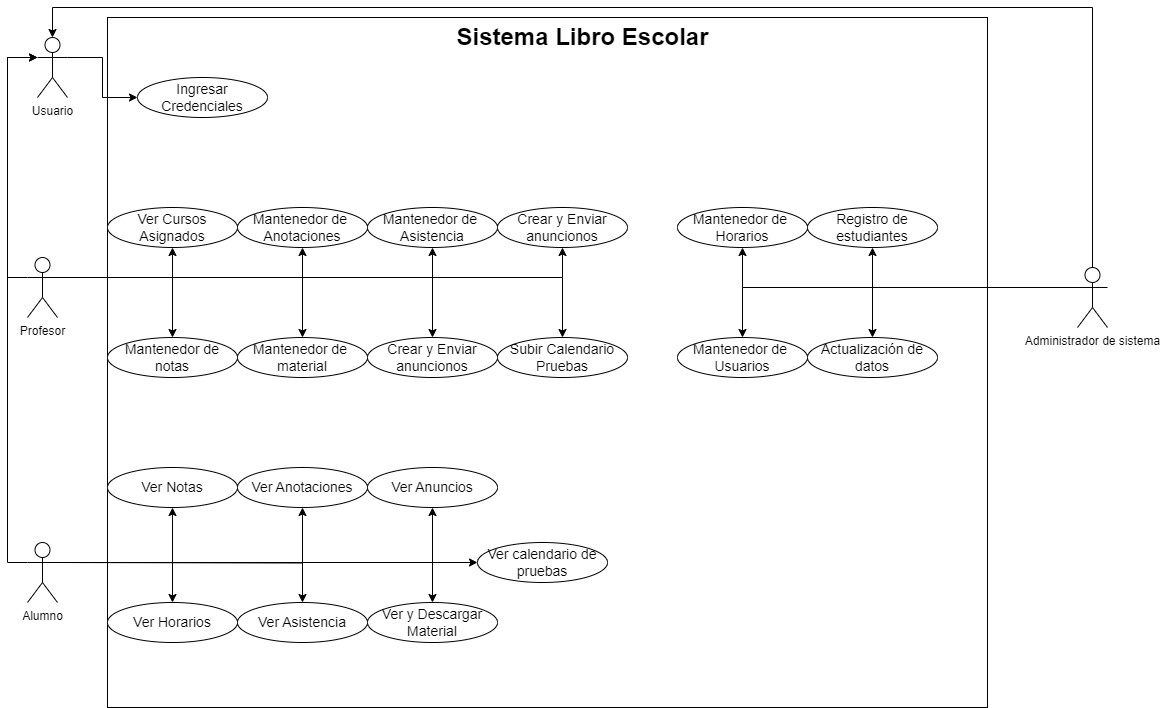 Sistema Libro Escolar
Usuario
Ingresar
Credenciales
Ver Cursos
Asignados
Mantenedor de
Anotaciones
Mantenedor de
Asistencia
Crear y Enviar
anuncionos
Mantenedor de
Horarios
Registro de
estudiantes
Profesor
Administrador de sistema
Mantenedor de
notas
Mantenedor de
material
Crear y Enviar
anuncionos
Subir Calendario
Pruebas
Mantenedor de
Usuarios
Actualización de
datos
Ver Notas
Ver Anotaciones
Ver Anuncios
Ver calendario de
pruebas
Alumno
Ver Horarios
Ver Asistencia
Ver y Descargar
Material